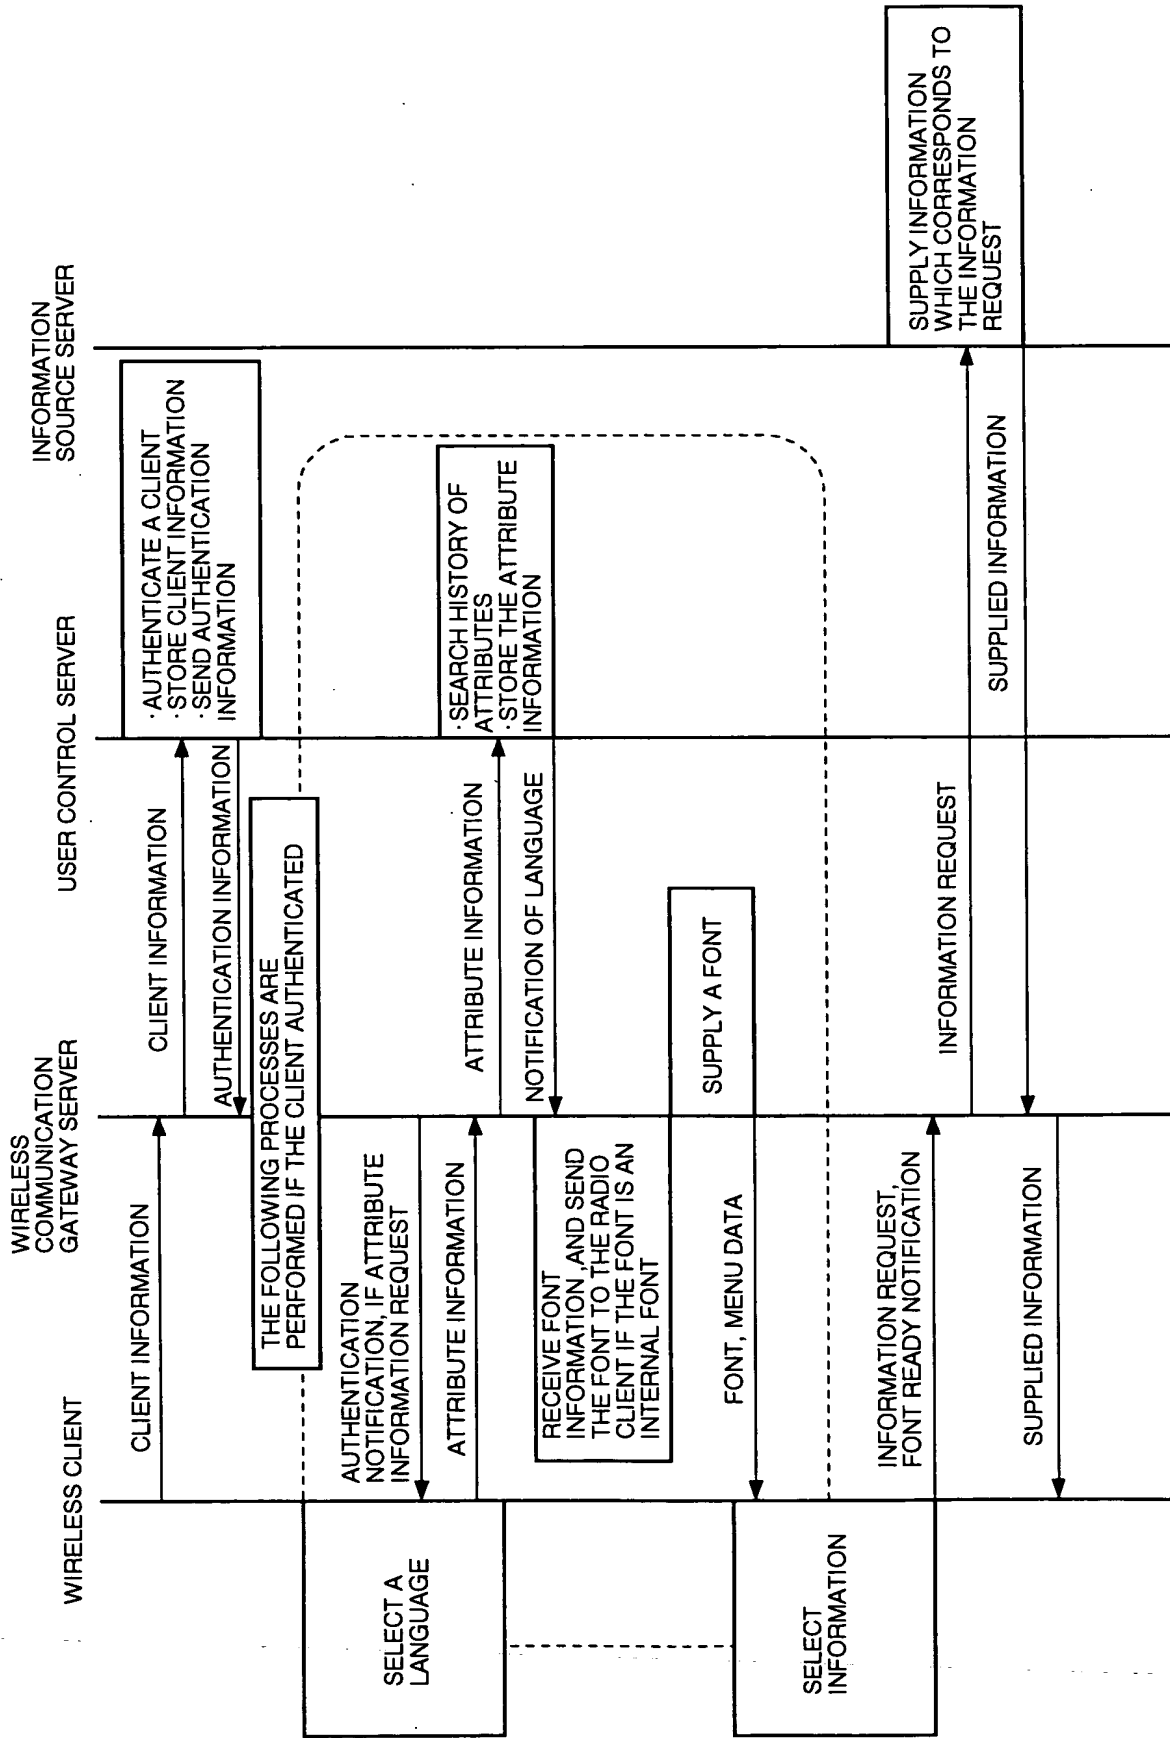 WIRELESS CLIENT
WIRELESS
COMMUNICATION
GATEWAY SERVER
USER CONTROL SERVER
INFORMATION
SOURCE SERVER
CLIENT INFORMATION
CLIENT INFORMATION
· AUTHENTICATE A CLIENT
· STORE CLIENT INFORMATION
· SEND AUTHENTICATION
INFORMATION
AUTHENTICATION INFORMATION
THE FOLLOWING PROCESSES ARE
PERFORMED IF THE CLIENT AUTHENTICATED
SELECT A
LANGUAGE
AUTHENTICATION
NOTIFICATION, IF ATTRIBUTE
INFORMATION REQUEST
ATTRIBUTE INFORMATION
ATTRIBUTE INFORMATION
· SEARCH HISTORY OF
ATTRIBUTES
· STORE THE ATTRIBUTE
INFORMATION
NOTIFICATION OF LANGUAGE
RECEIVE FONT
INFORMATION ,AND SEND
THE FONT TO THE RADIO
CLIENT IF THE FONT IS AN
INTERNAL FONT
SUPPLY A FONT
FONT, MENU DATA
SELECT
INFORMATION
INFORMATION REQUEST,
FONT READY NOTIFICATION
INFORMATION REQUEST
SUPPLY INFORMATION
WHICH CORRESPONDS TO
THE INFORMATION
REQUEST
SUPPLIED INFORMATION
SUPPLIED INFORMATION